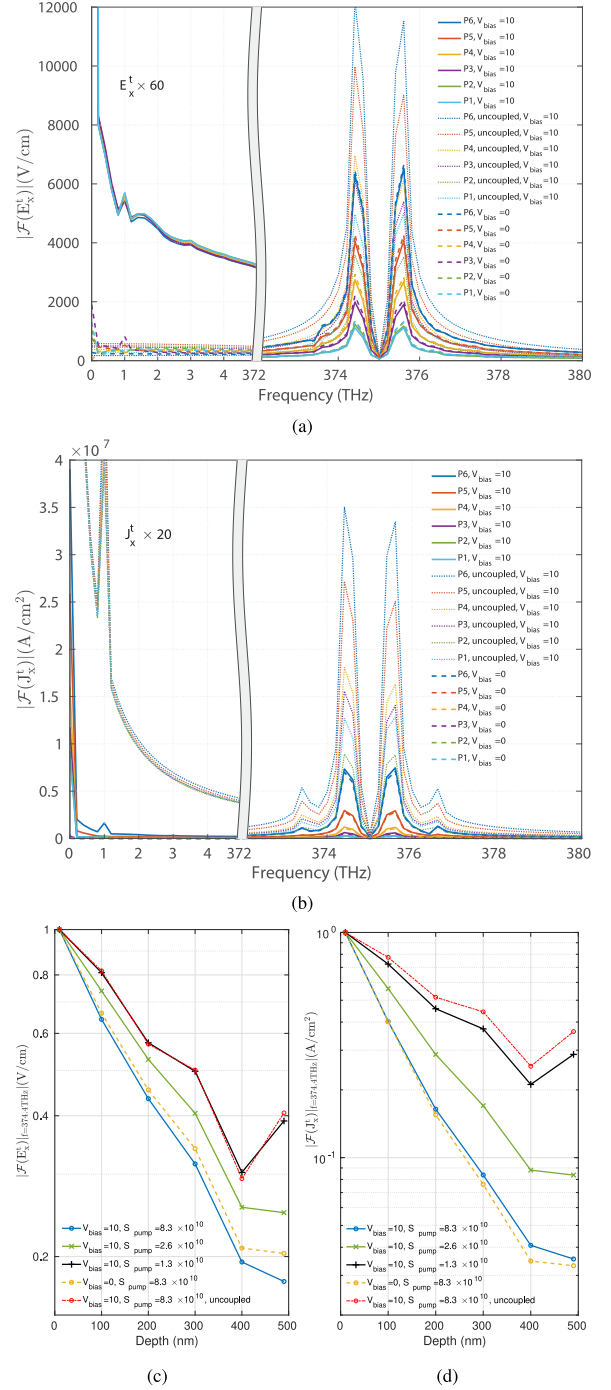 12000
10000
8000
6000
4000
2000
0
|F(E_x^t)|(V/cm)
E_x^t × 60
P6, V_bias =10
P5, V_bias =10
P4, V_bias =10
P3, V_bias =10
P2, V_bias =10
P1, V_bias =10
P6, uncoupled, V_bias =10
P5, uncoupled, V_bias =10
P4, uncoupled, V_bias =10
P3, uncoupled, V_bias =10
P2, uncoupled, V_bias =10
P1, uncoupled, V_bias =10
P6, V_bias =0
P5, V_bias =0
P4, V_bias =0
P3, V_bias =0
P2, V_bias =0
P1, V_bias =0
0 1 2 3 4 372 374 376 378 380
Frequency (THz)
(a)
×10^7
4
3.5
3
2.5
2
1.5
1
0.5
0
|F(J_x^t)|(A/cm^2)
J_x^t × 20
P6, V_bias =10
P5, V_bias =10
P4, V_bias =10
P3, V_bias =10
P2, V_bias =10
P1, V_bias =10
P6, uncoupled, V_bias =10
P5, uncoupled, V_bias =10
P4, uncoupled, V_bias =10
P3, uncoupled, V_bias =10
P2, uncoupled, V_bias =10
P1, uncoupled, V_bias =10
P6, V_bias =0
P5, V_bias =0
P4, V_bias =0
P3, V_bias =0
P2, V_bias =0
P1, V_bias =0
0 1 2 3 4 372 374 376 378 380
Frequency (THz)
(b)
1
0.8
0.6
0.4
0.2
|F(E_x^t)|_f=374.4THz|(V/cm)
V_bias =10, S_pump =8.3 ×10^10
V_bias =10, S_pump =2.6 ×10^10
V_bias =10, S_pump =1.3 ×10^10
V_bias =0, S_pump =8.3 ×10^10
V_bias =10, S_pump =8.3 ×10^10, uncoupled
0 100 200 300 400 500
Depth (nm)
(c)
10^0
10^-1
|F(J_x^t)|_f=374.4THz|(A/cm^2)
V_bias =10, S_pump =8.3 ×10^10
V_bias =10, S_pump =2.6 ×10^10
V_bias =10, S_pump =1.3 ×10^10
V_bias =0, S_pump =8.3 ×10^10
V_bias =10, S_pump =8.3 ×10^10, uncoupled
0 100 200 300 400 500
Depth (nm)
(d)